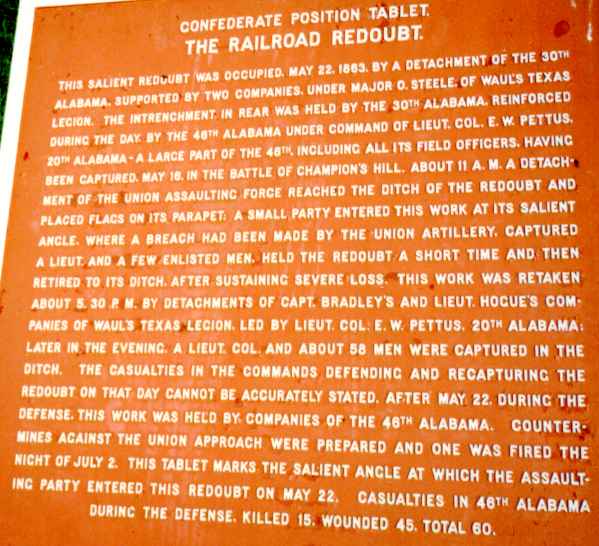 CONFEDERATE POSITION TABLET.
THE RAILROAD REDOUBT.
THIS SALIENT REDOUBT WAS OCCUPIED, MAY 22, 1863, BY A DETACHMENT OF THE 30TH
ALABAMA, SUPPORTED BY TWO COMPANIES, UNDER MAJOR O. STEELE, OF WAUL'S TEXAS
LEGION. THE INTRENCHMENT, IN REAR WAS HELD BY THE 30TH ALABAMA, REINFORCED
DURING THE DAY, BY THE 46TH ALABAMA UNDER COMMAND OF LIEUT. COL. E. W. PETTUS,
20TH ALABAMA - A LARGE PART OF THE 46TH, INCLUDING ALL ITS FIELD OFFICERS, HAVING
BEEN CAPTURED, MAY 16, IN THE BATTLE OF CHAMPION'S HILL. ABOUT 11 A. M. A DETACH-
MENT OF THE UNION ASSAULTING FORCE REACHED THE DITCH OF THE REDOUBT AND
PLACED FLAGS ON ITS PARAPET. A SMALL PARTY ENTERED THIS WORK AT ITS SALIENT
ANGLE, WHERE A BREACH HAD BEEN MADE BY THE UNION ARTILLERY, CAPTURED
A LIEUT. AND A FEW ENLISTED MEN, HELD THE REDOUBT A SHORT TIME AND THEN
RETIRED TO ITS DITCH, AFTER SUSTAINING SEVERE LOSS. THIS WORK WAS RETAKEN
ABOUT 5.30 P. M. BY DETACHMENTS OF CAPT. BRADLEY'S AND LIEUT. HOGUE'S COM-
PANIES OF WAUL'S TEXAS LEGION, LED BY LIEUT. COL. E. W. PETTUS, 20TH ALABAMA;
LATER IN THE EVENING, A LIEUT. COL. AND ABOUT 58 MEN WERE CAPTURED IN THE
DITCH. THE CASUALTIES IN THE COMMANDS DEFENDING AND RECAPTURING THE
REDOUBT ON THAT DAY CANNOT BE ACCURATELY STATED. AFTER MAY 22, DURING THE
DEFENSE, THIS WORK WAS HELD BY COMPANIES OF THE 46TH ALABAMA. COUNTER-
MINES AGAINST THE UNION APPROACH WERE PREPARED AND ONE WAS FIRED THE
NIGHT OF JULY 2. THIS TABLET MARKS THE SALIENT ANGLE AT WHICH THE ASSAULT-
ING PARTY ENTERED THIS REDOUBT ON MAY 22. CASUALTIES IN 46TH ALABAMA
DURING THE DEFENSE, KILLED 15, WOUNDED 45, TOTAL 60.